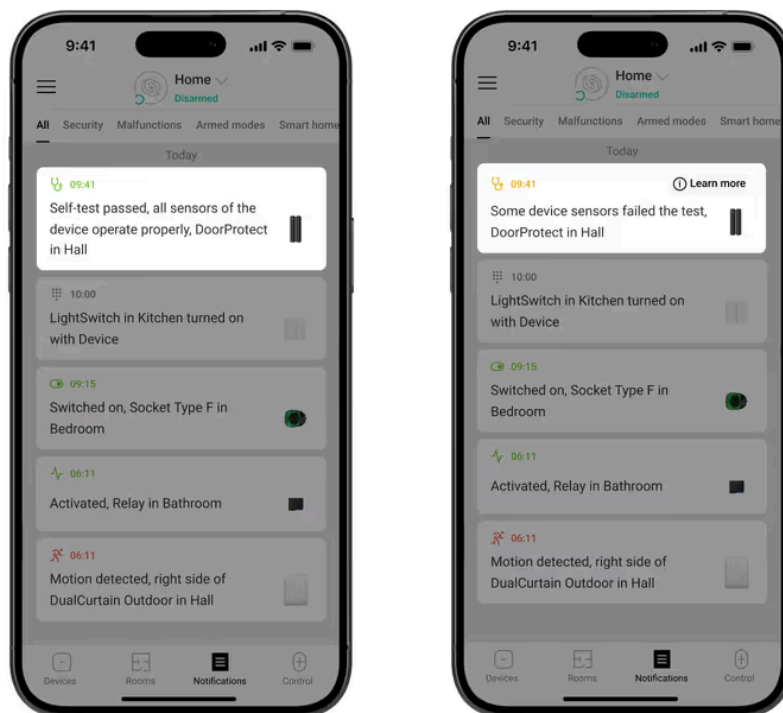 9:41
Home
Disarmed
All Security Malfunctions Armed modes Smart home
Today
09:41
Self-test passed, all sensors of the
device operate properly, DoorProtect
in Hall
10:00
LightSwitch in Kitchen turned on
with Device
09:15
Switched on, Socket Type F in
Bedroom
06:11
Activated, Relay in Bathroom
06:11
Motion detected, right side of
DualCurtain Outdoor in Hall
Devices Rooms Notifications Control
9:41
Home
Disarmed
All Security Malfunctions Armed modes Smart home
Today
09:41 Learn more
Some device sensors failed the test,
DoorProtect in Hall
10:00
LightSwitch in Kitchen turned on
with Device
09:15
Switched on, Socket Type F in
Bedroom
06:11
Activated, Relay in Bathroom
06:11
Motion detected, right side of
DualCurtain Outdoor in Hall
Devices Rooms Notifications Control